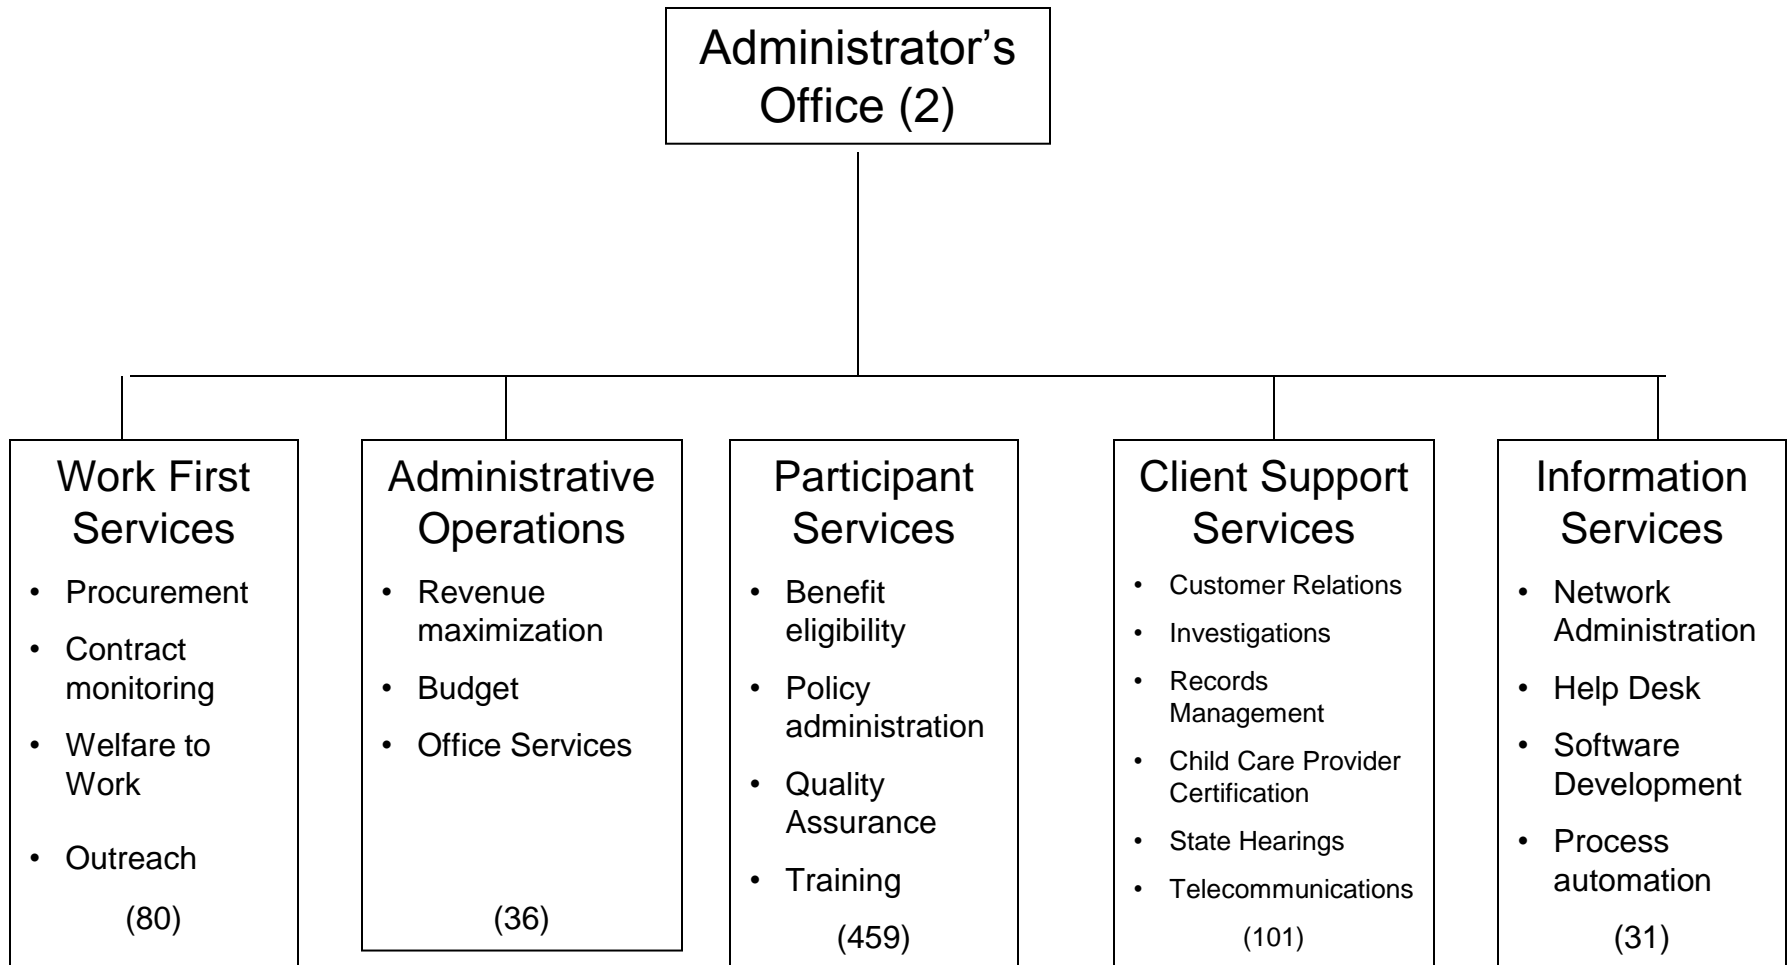 Administrator’s
Office (2)
Work First
Services
• Procurement
• Contract
monitoring
• Welfare to
Work
• Outreach
(80)
Administrative
Operations
• Revenue
maximization
• Budget
• Office Services
(36)
Participant
Services
• Benefit
eligibility
• Policy
administration
• Quality
Assurance
• Training
(459)
Client Support
Services
• Customer Relations
• Investigations
• Records
Management
• Child Care Provider
Certification
• State Hearings
• Telecommunications
(101)
Information
Services
• Network
Administration
• Help Desk
• Software
Development
• Process
automation
(31)